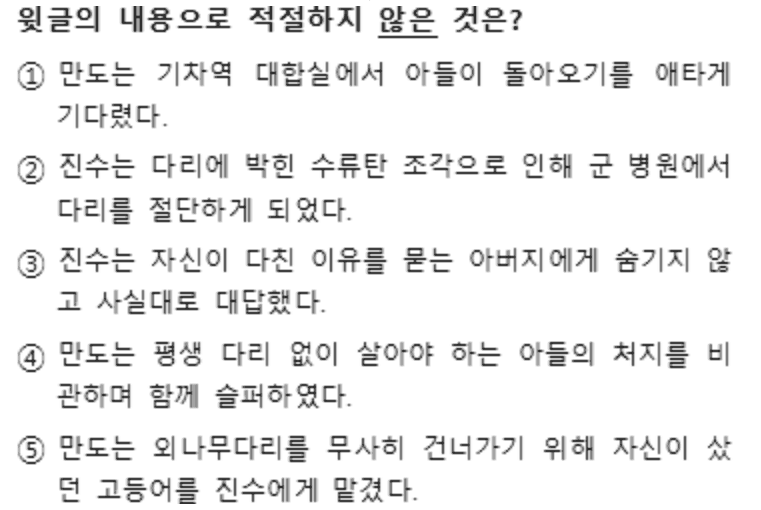 윗글의 내용으로 적절하지 않은 것은?
① 만도는 기차역 대합실에서 아들이 돌아오기를 애타게
기다렸다.
② 진수는 다리에 박힌 수류탄 조각으로 인해 군 병원에서
다리를 절단하게 되었다.
③ 진수는 자신이 다친 이유를 묻는 아버지에게 숨기지 않
고 사실대로 대답했다.
④ 만도는 평생 다리 없이 살아야 하는 아들의 처지를 비
관하며 함께 슬퍼하였다.
⑤ 만도는 외나무다리를 무사히 건너가기 위해 자신이 샀
던 고등어를 진수에게 맡겼다.